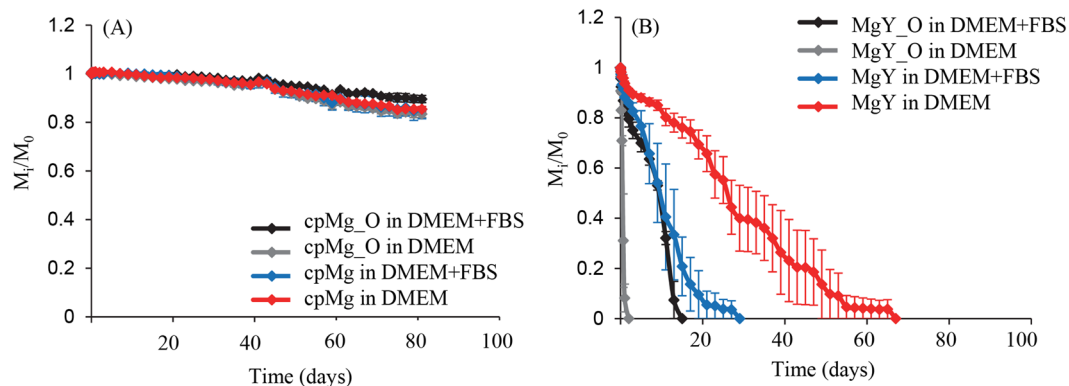 (A)
1.2
1
0.8
0.6
0.4
0.2
0
Mi/M0
cpMg_O in DMEM+FBS
cpMg_O in DMEM
cpMg in DMEM+FBS
cpMg in DMEM
20 40 60 80 100
Time (days)
(B)
1.2
1
0.8
0.6
0.4
0.2
0
Mi/M0
MgY_O in DMEM+FBS
MgY_O in DMEM
MgY in DMEM+FBS
MgY in DMEM
0 20 40 60 80 100
Time (days)